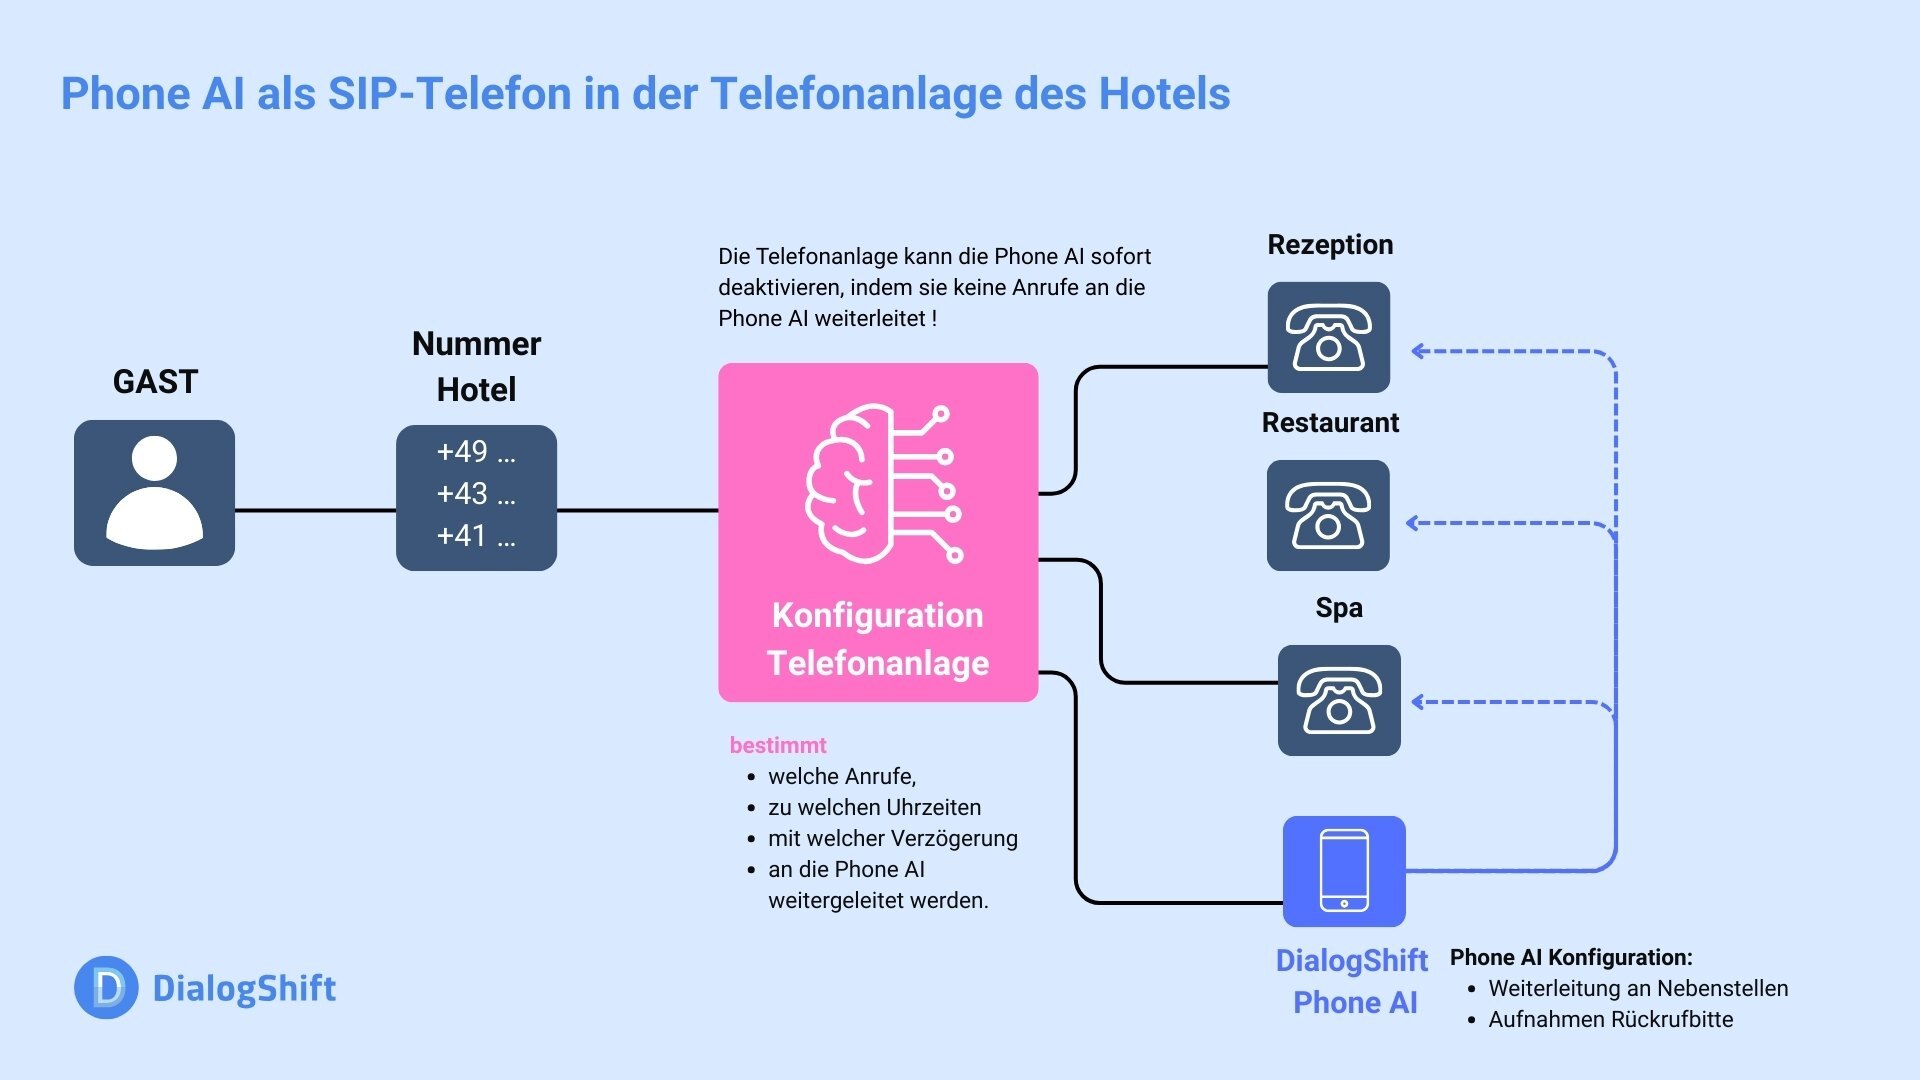 Phone AI als SIP-Telefon in der Telefonanlage des Hotels
GAST
Nummer
Hotel
+49 ...
+43 ...
+41 ...
Die Telefonanlage kann die Phone AI sofort
deaktivieren, indem sie keine Anrufe an die
Phone AI weiterleitet !
Konfiguration
Telefonanlage
bestimmt
• welche Anrufe,
• zu welchen Uhrzeiten
• mit welcher Verzögerung
• an die Phone AI
weitergeleitet werden.
Rezeption
Restaurant
Spa
DialogShift
Phone AI
Phone AI Konfiguration:
• Weiterleitung an Nebenstellen
• Aufnahmen Rückrufbitte
D DialogShift